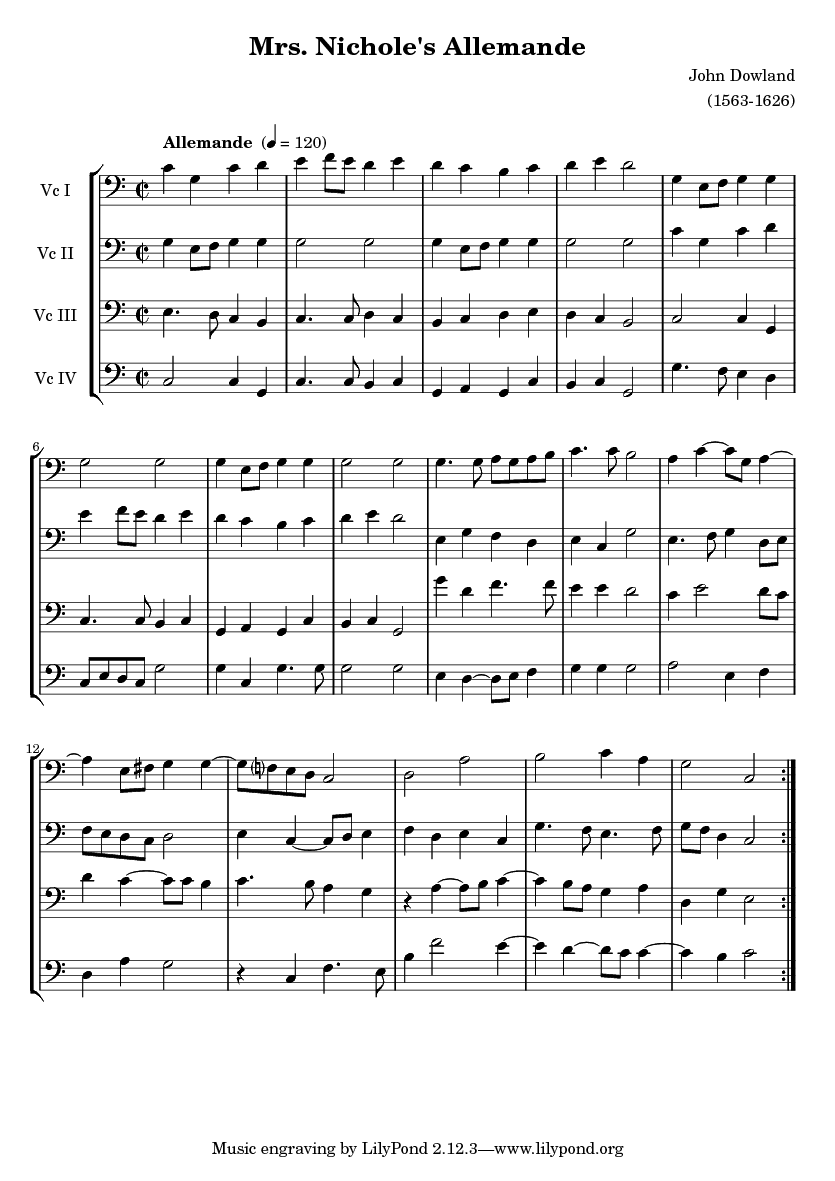 Mrs. Nichole's Allemande
John Dowland
(1563-1626)
Allemande (♩ = 120)
Vc I
Vc II
Vc III
Vc IV
6
12
Music engraving by LilyPond 2.12.3—www.lilypond.org